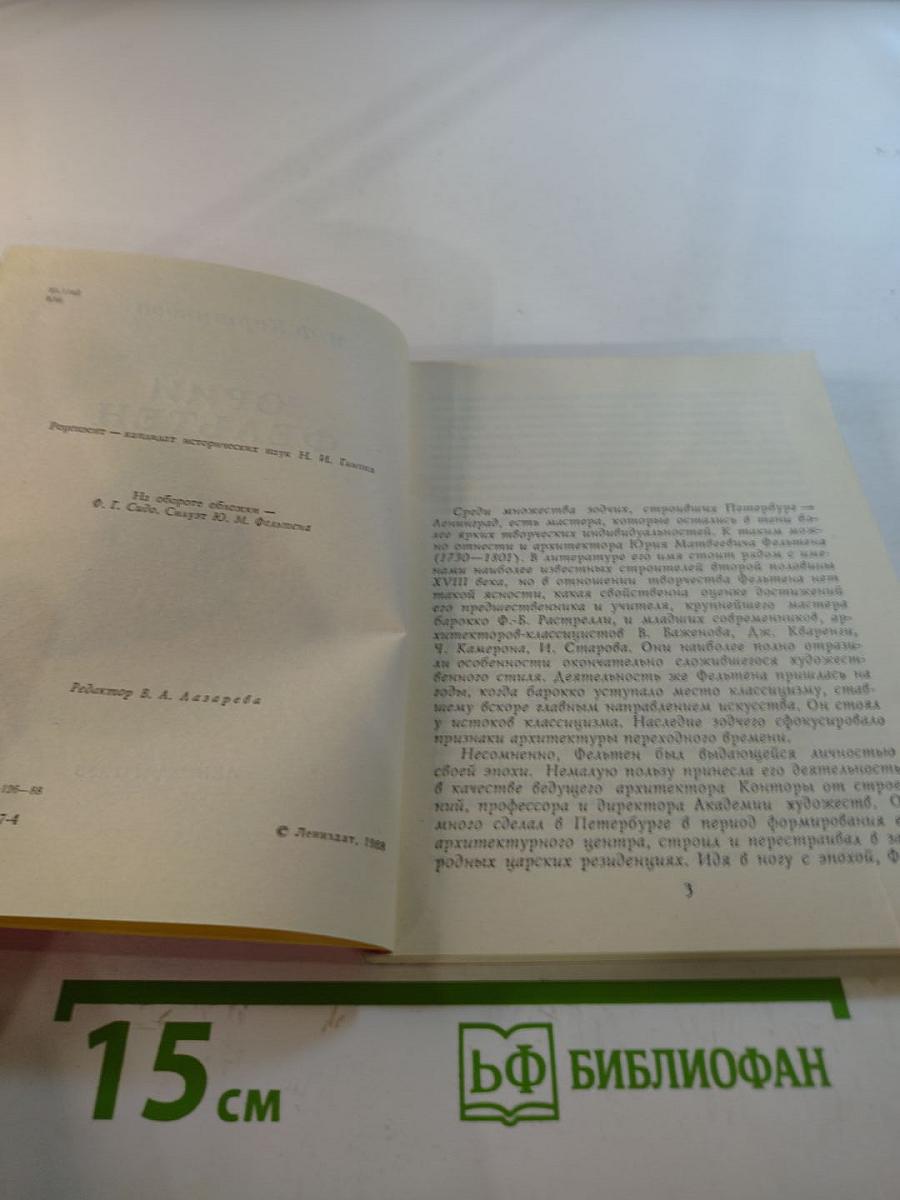 Рецензент — кандидат исторических наук Н. И.
На обороте обложки —
Ф. Г. Сидо. Силуэт Ю. М. Фельтена
Редактор В. А. Лазарева
126—88
7-4
© Лениздат, 1988
Среди множества зодчих, строивших Петербург —
Ленинград, есть мастера, которые остались в тени бо-
лее ярких творческих индивидуальностей. К таким мож-
но отнести и архитектора Юрия Матвеевича Фельтена
(1730—1801). В литературе его имя стоит рядом с име-
нами наиболее известных строителей второй половины
XVIII века, но в отношении творчества Фельтена нет
такой ясности, какая свойственна оценке достижений
его предшественника и учителя, крупнейшего мастера
барокко Ф.-Б. Растрелли, и младших современников, ар-
хитекторов-классицистов В. Баженова, Дж. Кваренги,
Ч. Камерона, И. Старова. Они наиболее полно отрази-
ли особенности окончательно сложившегося художест-
венного стиля. Деятельность же Фельтена пришлась на
годы, когда барокко уступало место классицизму, став-
шему вскоре главным направлением искусства. Он стоял
у истоков классицизма. Наследие зодчего сфокусировало
признаки архитектуры переходного времени.
Несомненно, Фельтен был выдающейся личностью
своей эпохи. Немалую пользу принесла его деятельность
в качестве ведущего архитектора Конторы от строе
ний, профессора и директора Академии художеств. О
много сделал в Петербурге в период формирования е
архитектурного центра, строил и перестраивал в за
родных царских резиденциях. Идя в ногу с эпохой, Ф
3
15 см
ЬФ БИБЛИОФАН